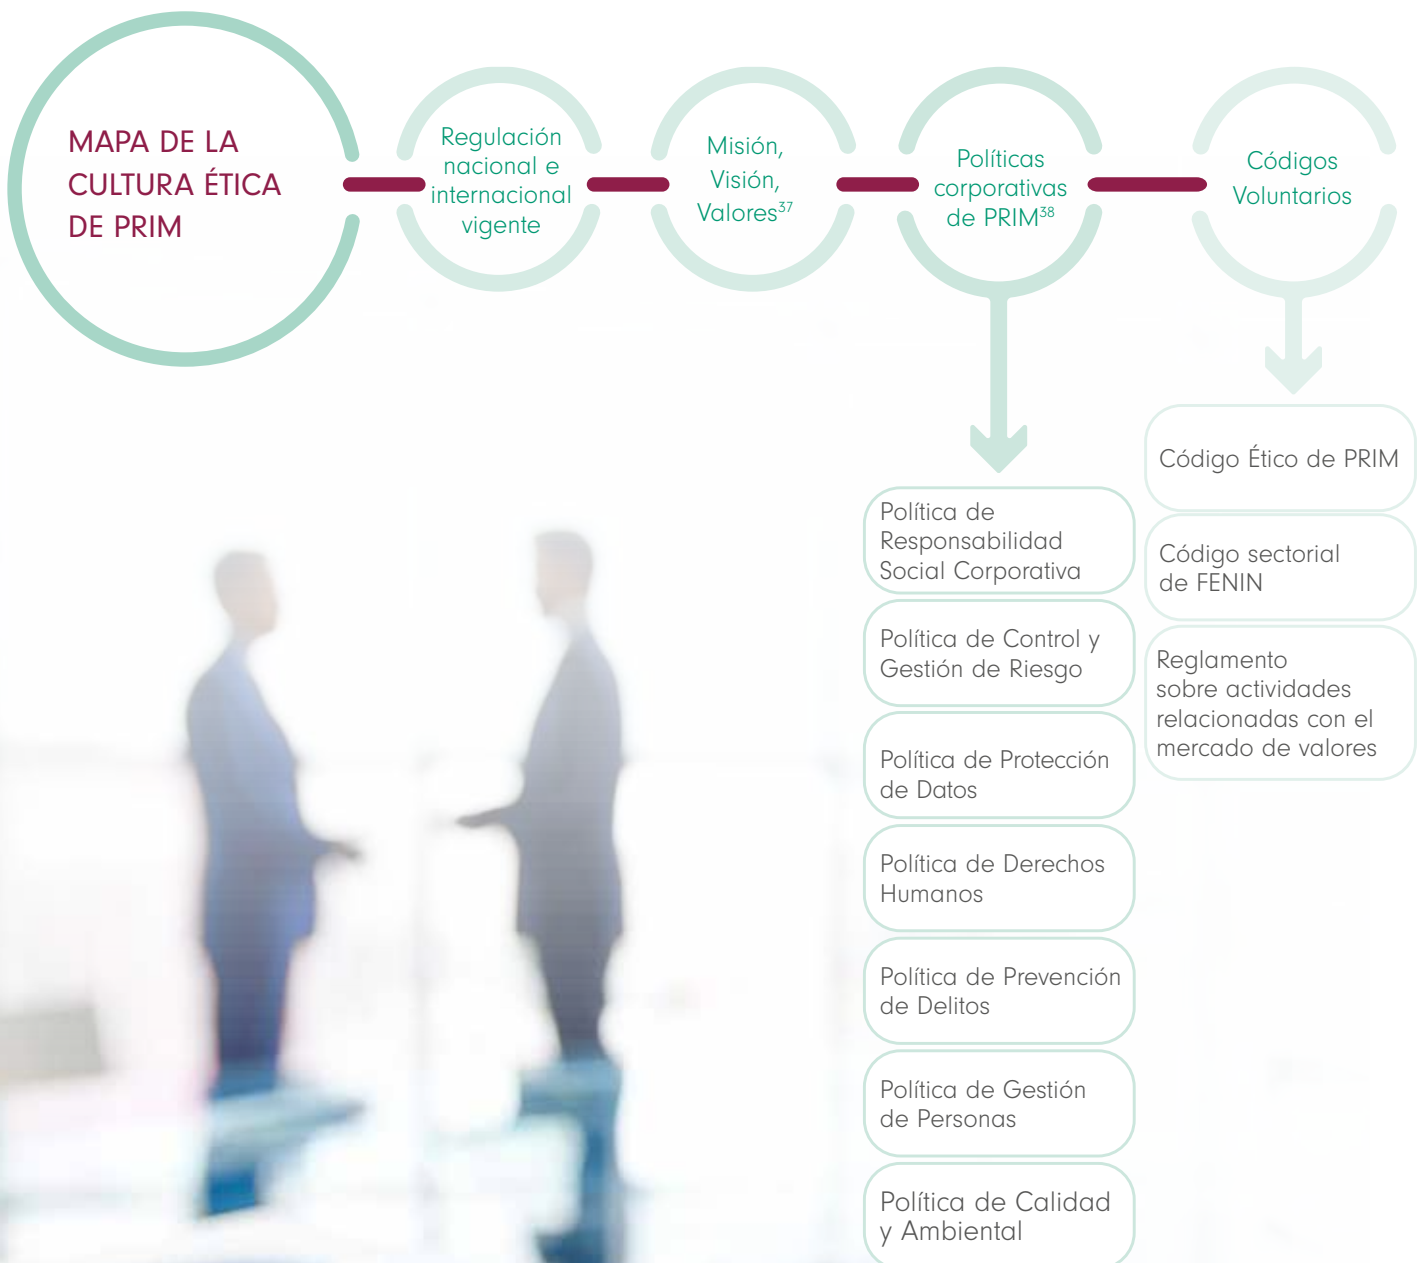 MAPA DE LA
CULTURA ÉTICA
DE PRIM
Regulación
nacional e
internacional
vigente
Misión,
Visión,
Valores³⁷
Políticas
corporativas
de PRIM³⁸
Códigos
Voluntarios
Política de
Responsabilidad
Social Corporativa
Política de Control y
Gestión de Riesgo
Política de Protección
de Datos
Política de Derechos
Humanos
Política de Prevención
de Delitos
Política de Gestión
de Personas
Política de Calidad
y Ambiental
Código Ético de PRIM
Código sectorial
de FENIN
Reglamento
sobre actividades
relacionadas con el
mercado de valores